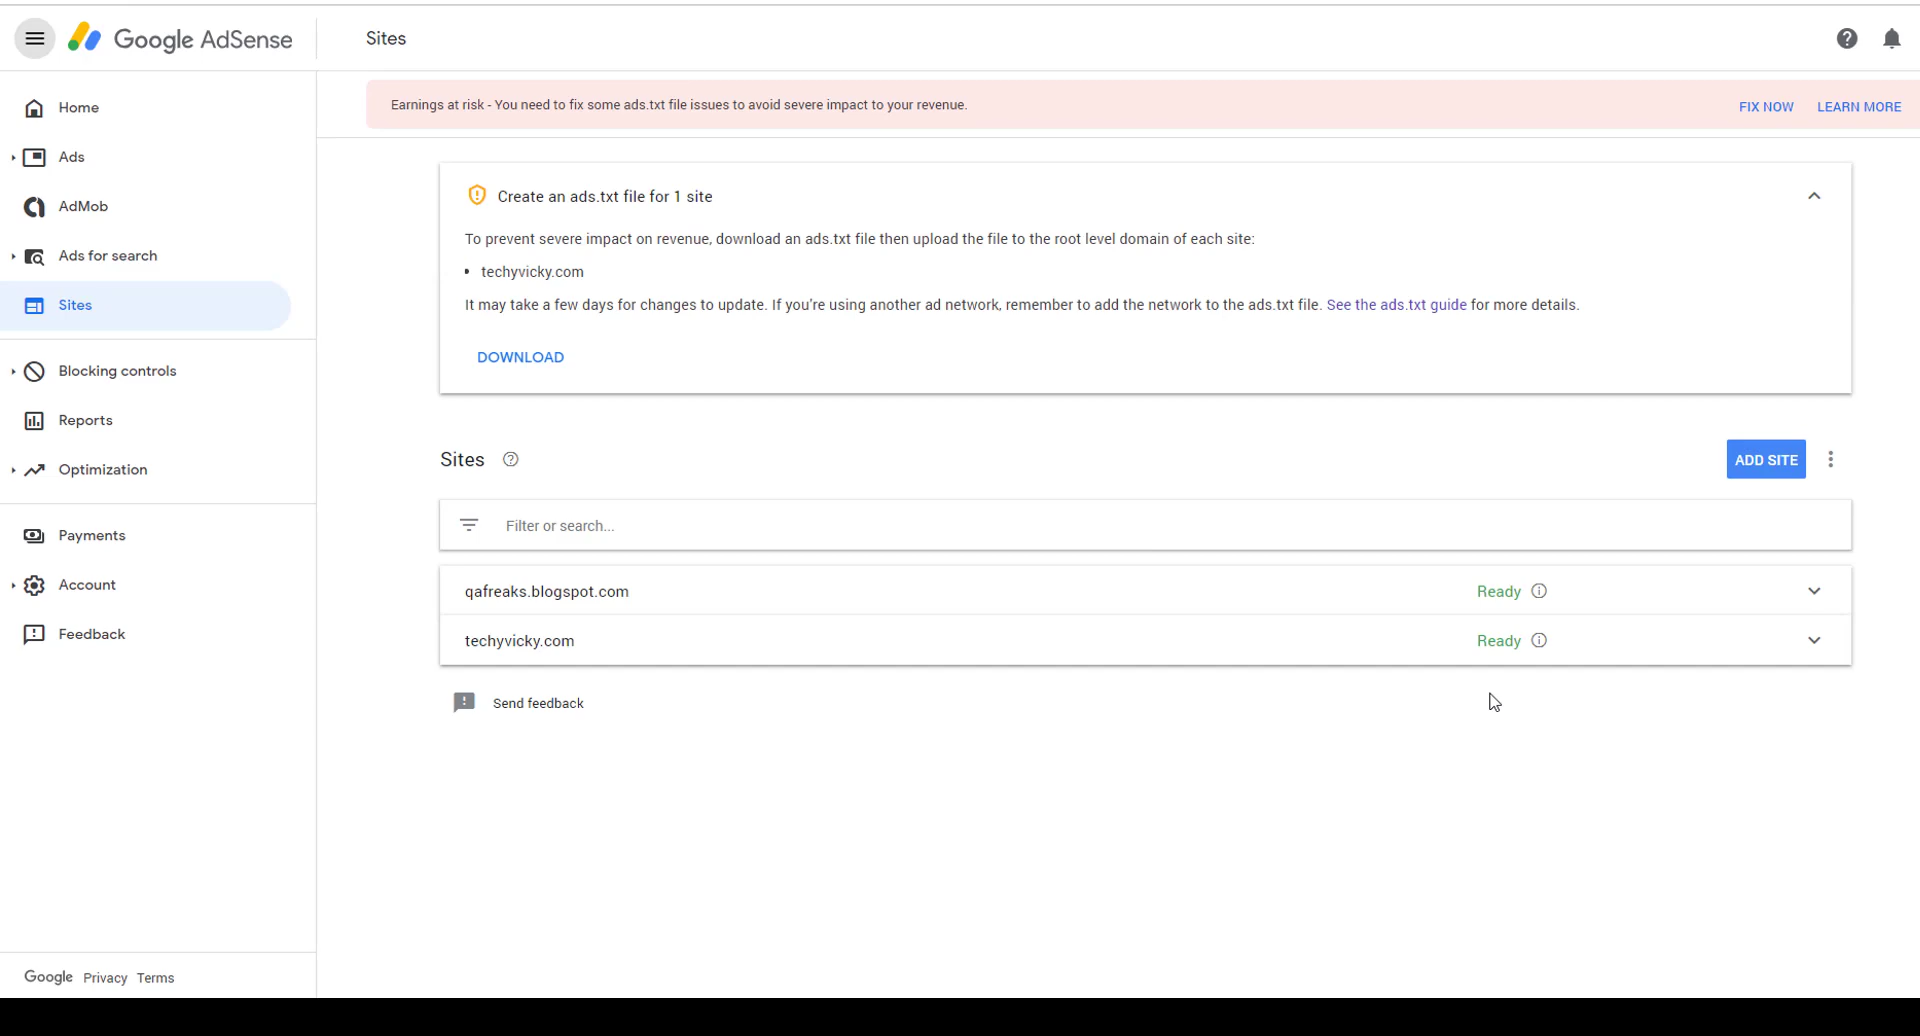 Google AdSense
Sites
Earnings at risk - You need to fix some ads.txt file issues to avoid severe impact to your revenue.
FIX NOW
LEARN MORE
Home
Ads
AdMob
Ads for search
Sites
Blocking controls
Reports
Optimization
Payments
Account
Feedback
Create an ads.txt file for 1 site
To prevent severe impact on revenue, download an ads.txt file then upload the file to the root level domain of each site:
• techyvicky.com
It may take a few days for changes to update. If you're using another ad network, remember to add the network to the ads.txt file. See the ads.txt guide for more details.
DOWNLOAD
Sites
ADD SITE
Filter or search...
qafreaks.blogspot.com Ready
techyvicky.com Ready
Send feedback
Google Privacy Terms